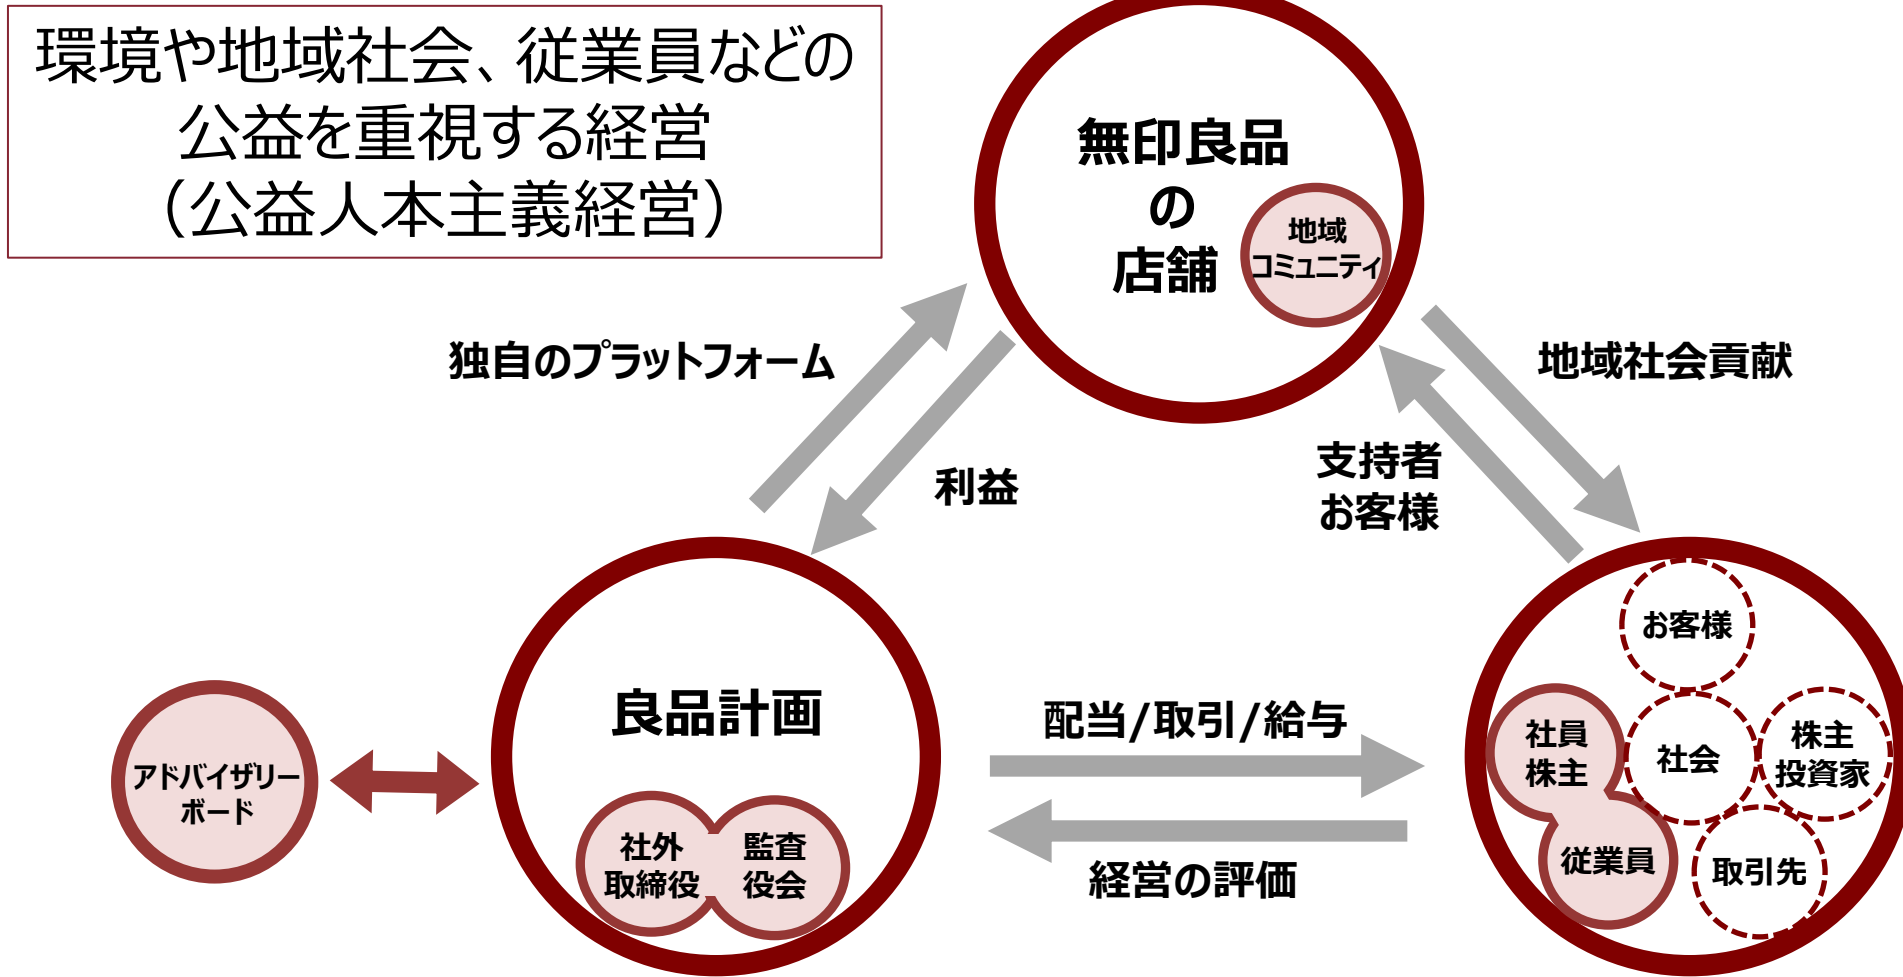 環境や地域社会、従業員などの
公益を重視する経営
（公益人本主義経営）
無印良品
の
店舗
地域
コミュニティ
独自のプラットフォーム
利益
地域社会貢献
支持者
お客様
良品計画
社外
取締役
監査
役会
アドバイザリー
ボード
配当/取引/給与
経営の評価
お客様
社員
株主
社会
株主
投資家
従業員
取引先